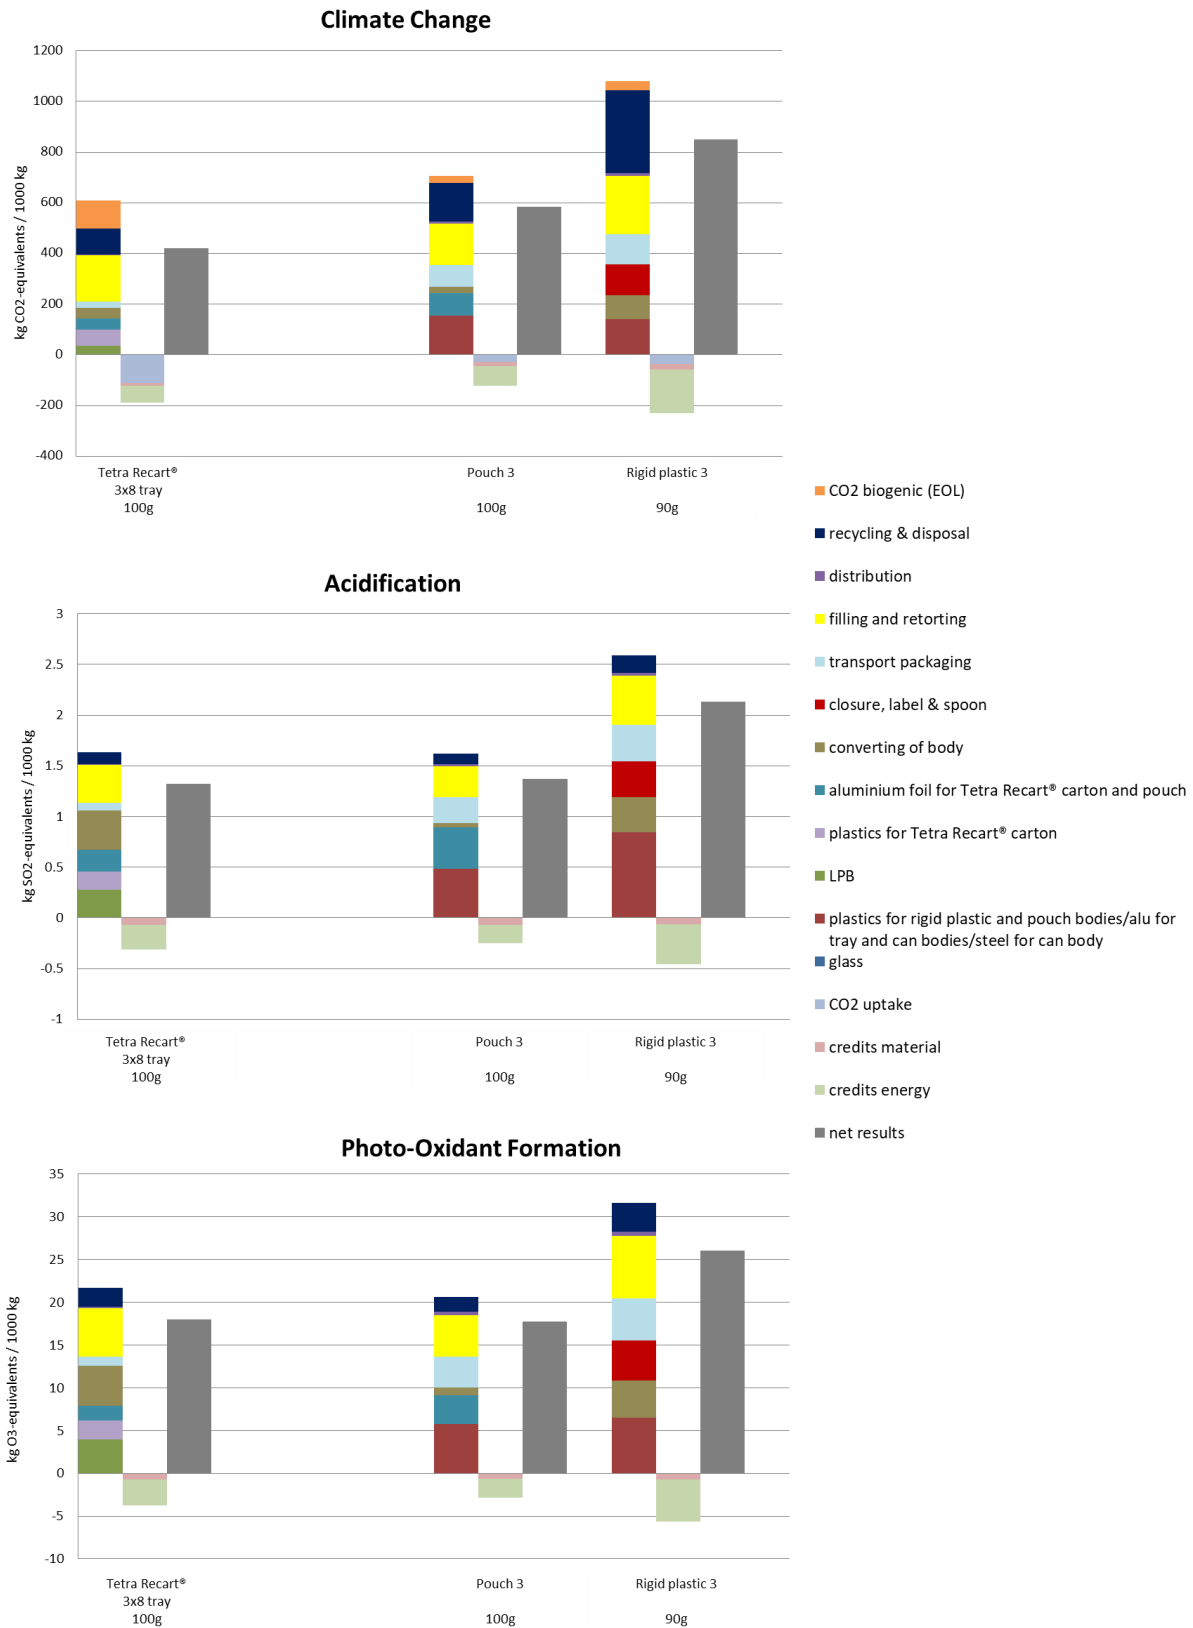 Climate Change
kg CO2-equivalents / 1000 kg
1200
1000
800
600
400
200
0
-200
-400
Tetra Recart®
3x8 tray
100g
Pouch 3
100g
Rigid plastic 3
90g
Acidification
kg SO2-equivalents / 1000 kg
3
2.5
2
1.5
1
0.5
0
-0.5
-1
Tetra Recart®
3x8 tray
100g
Pouch 3
100g
Rigid plastic 3
90g
Photo-Oxidant Formation
kg O3-equivalents / 1000 kg
35
30
25
20
15
10
5
0
-5
-10
Tetra Recart®
3x8 tray
100g
Pouch 3
100g
Rigid plastic 3
90g
CO2 biogenic (EOL)
recycling & disposal
distribution
filling and retorting
transport packaging
closure, label & spoon
converting of body
aluminium foil for Tetra Recart® carton and pouch
plastics for Tetra Recart® carton
LPB
plastics for rigid plastic and pouch bodies/alu for
tray and can bodies/steel for can body
glass
CO2 uptake
credits material
credits energy
net results